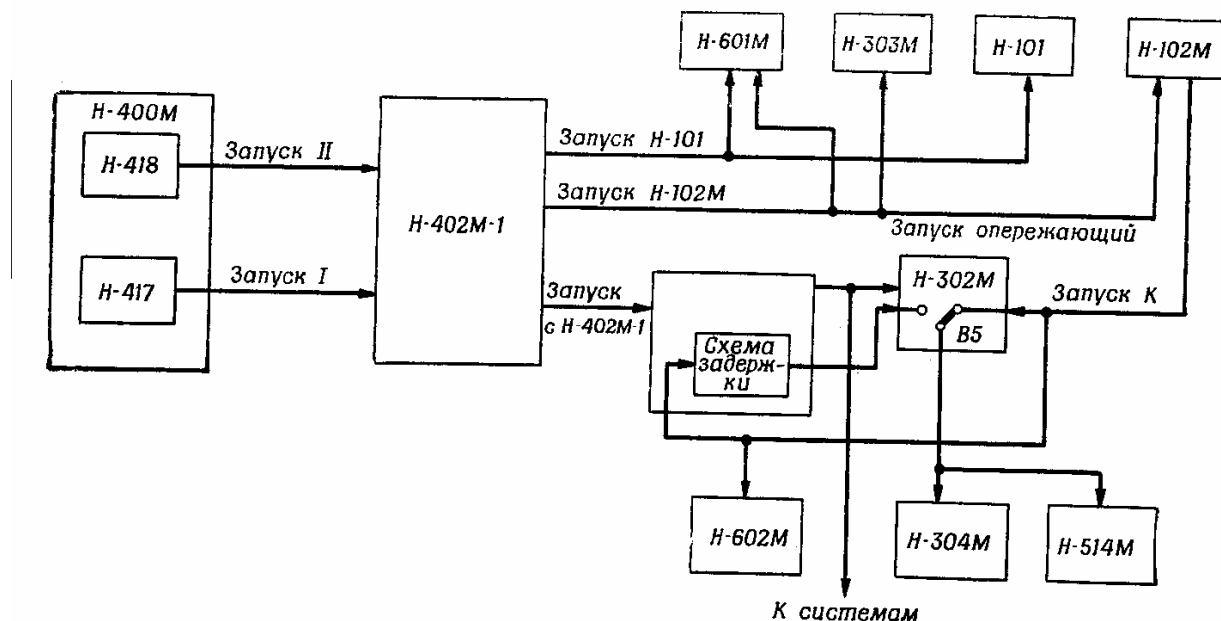 Н-601М
Н-303М
Н-101
Н-102М
Н-400М
Н-418
Запуск II
Запуск Н-101
Запуск Н-102М
Н-402М-1
Запуск опережающий
Н-417
Запуск I
Запуск
с Н-402М-1
Н-302М
Запуск К
В5
Схема
задерж-
ки
Н-602М
Н-304М
Н-514М
К системам